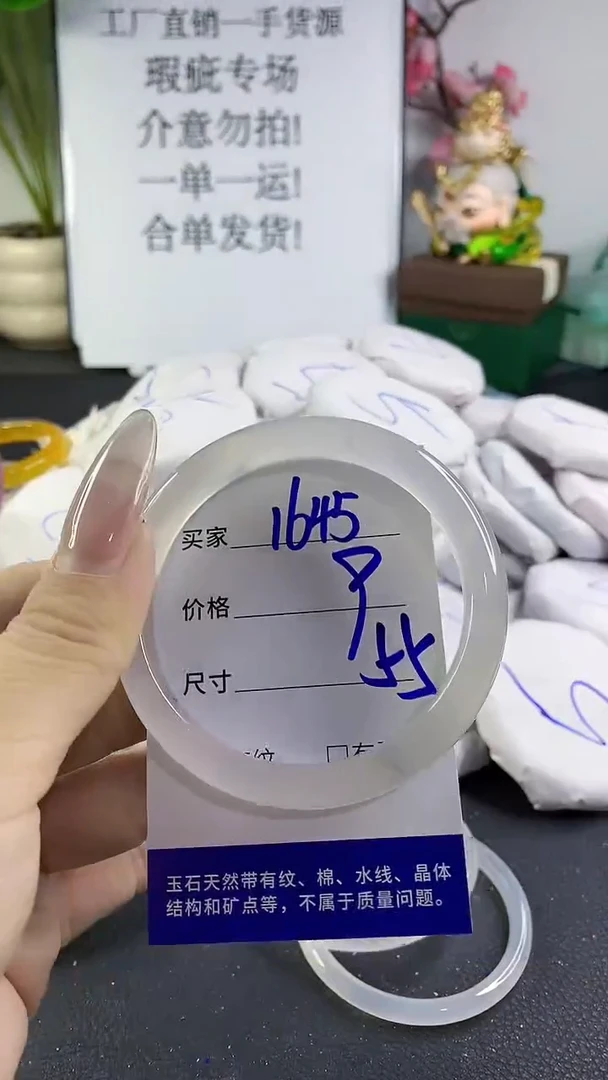 工厂直销一手货源
瑕疵专场
介意勿拍!
一单一运!
合单发货!
买家 1645
价格
尺寸 55
玉石天然带有纹、棉、水线、晶体
结构和矿点等，不属于质量问题。